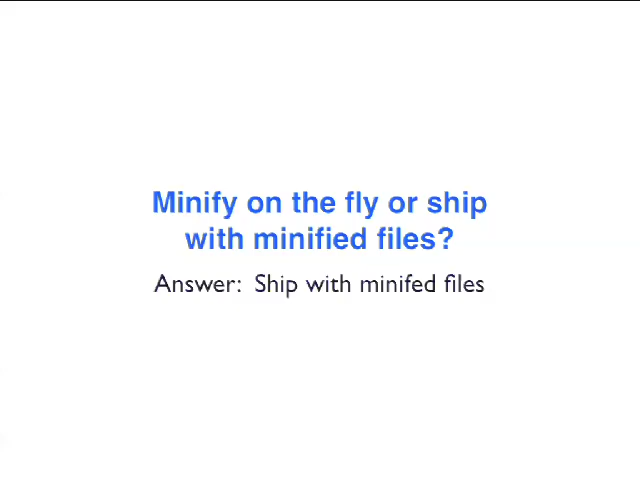 Minify on the fly or ship
with minified files?
Answer: Ship with minifed files